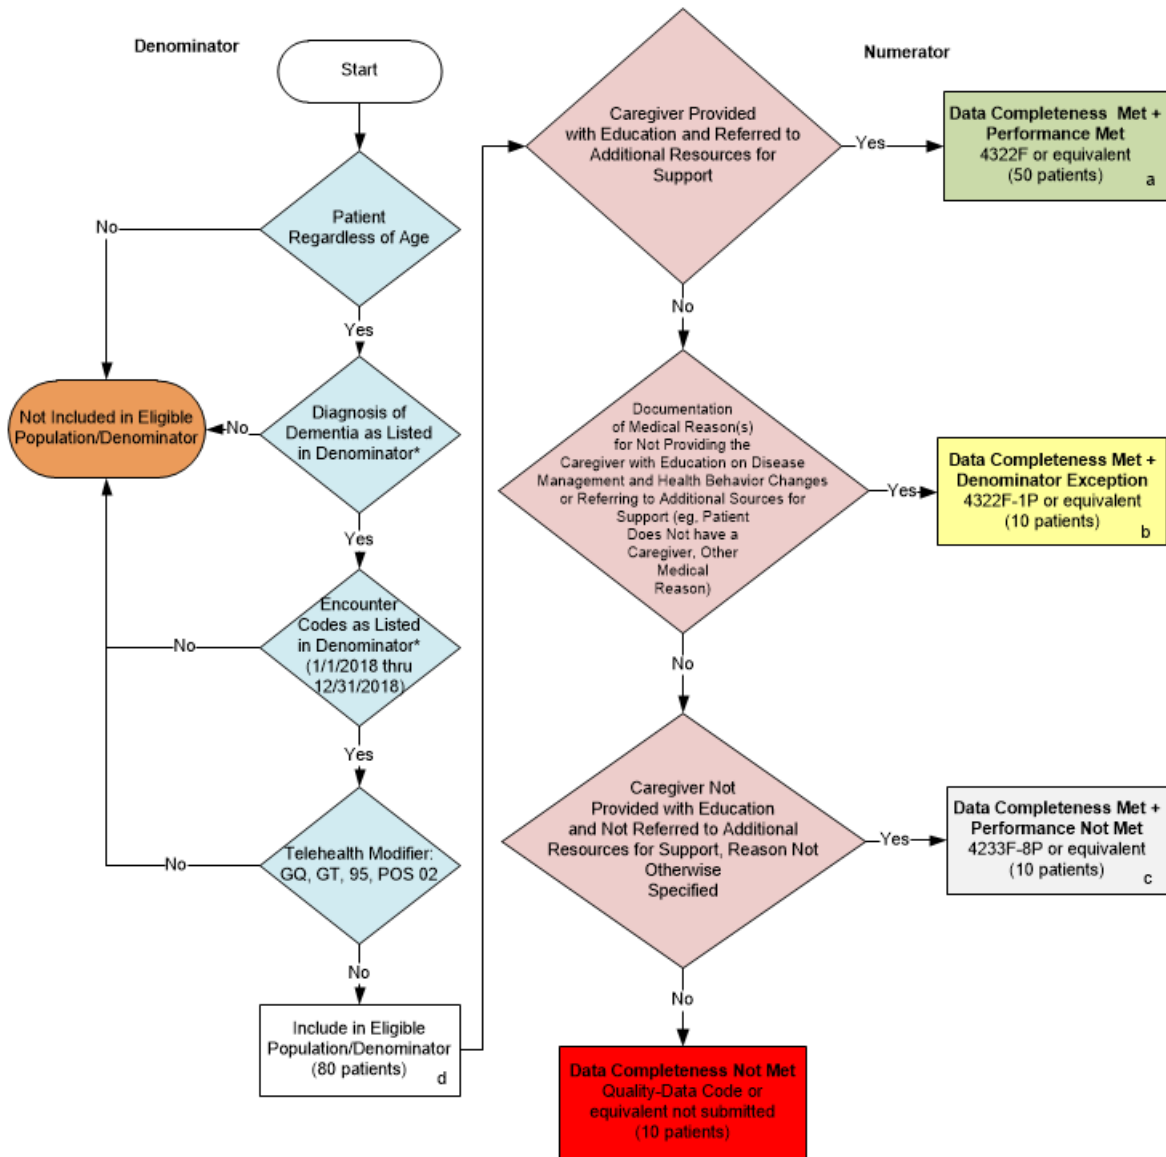 Denominator
Start
Patient
Regardless of Age
No
Yes
Not Included in Eligible
Population/Denominator
No
Diagnosis of
Dementia as Listed
in Denominator*
Yes
Encounter
Codes as Listed
in Denominator*
(1/1/2018 thru
12/31/2018)
No
Yes
Telehealth Modifier:
GQ, GT, 95, POS 02
No
No
Include in Eligible
Population/Denominator
(80 patients)
d
Numerator
Caregiver Provided
with Education and Referred to
Additional Resources for
Support
Yes
Data Completeness Met +
Performance Met
4322F or equivalent
(50 patients)
a
No
Documentation
of Medical Reason(s)
for Not Providing the
Caregiver with Education on Disease
Management and Health Behavior Changes
or Referring to Additional Sources for
Support (eg, Patient
Does Not have a
Caregiver, Other
Medical
Reason)
Yes
Data Completeness Met +
Denominator Exception
4322F-1P or equivalent
(10 patients)
b
No
Caregiver Not
Provided with Education
and Not Referred to Additional
Resources for Support, Reason Not
Otherwise
Specified
Yes
Data Completeness Met +
Performance Not Met
4233F-8P or equivalent
(10 patients)
c
No
Data Completeness Not Met
Quality-Data Code or
equivalent not submitted
(10 patients)